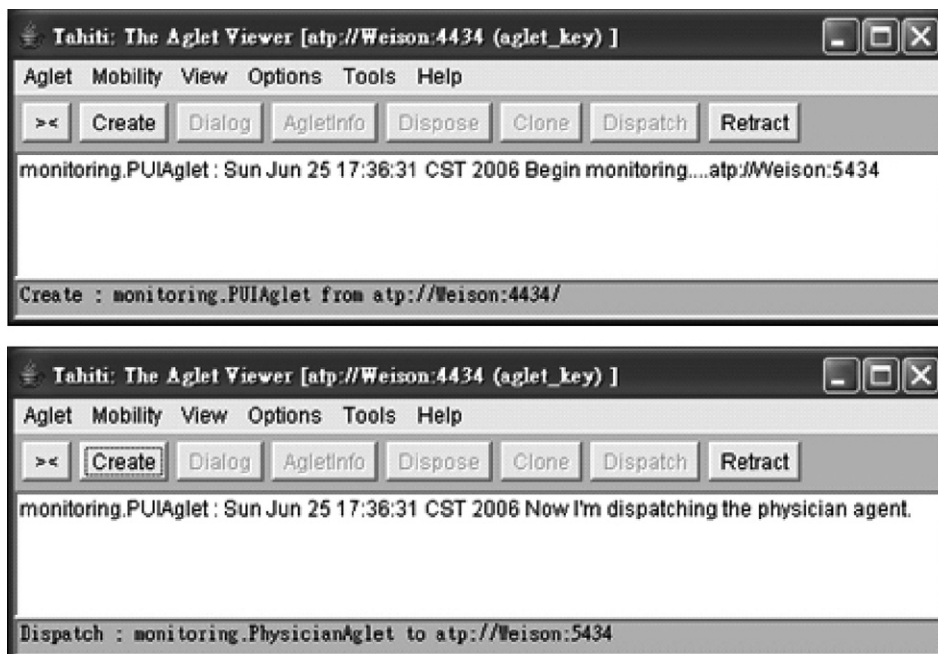 Tahiti: The Aglet Viewer [atp://Weison:4434 (aglet_key) ]
Aglet Mobility View Options Tools Help
>< Create Dialog AgletInfo Dispose Clone Dispatch Retract
monitoring.PUIAglet : Sun Jun 25 17:36:31 CST 2006 Begin monitoring....atp://Weison:5434
Create : monitoring.PUIAglet from atp://Weison:4434/
Tahiti: The Aglet Viewer [atp://Weison:4434 (aglet_key) ]
Aglet Mobility View Options Tools Help
>< Create Dialog AgletInfo Dispose Clone Dispatch Retract
monitoring.PUIAglet : Sun Jun 25 17:36:31 CST 2006 Now I'm dispatching the physician agent.
Dispatch : monitoring.PhysicianAglet to atp://Weison:5434